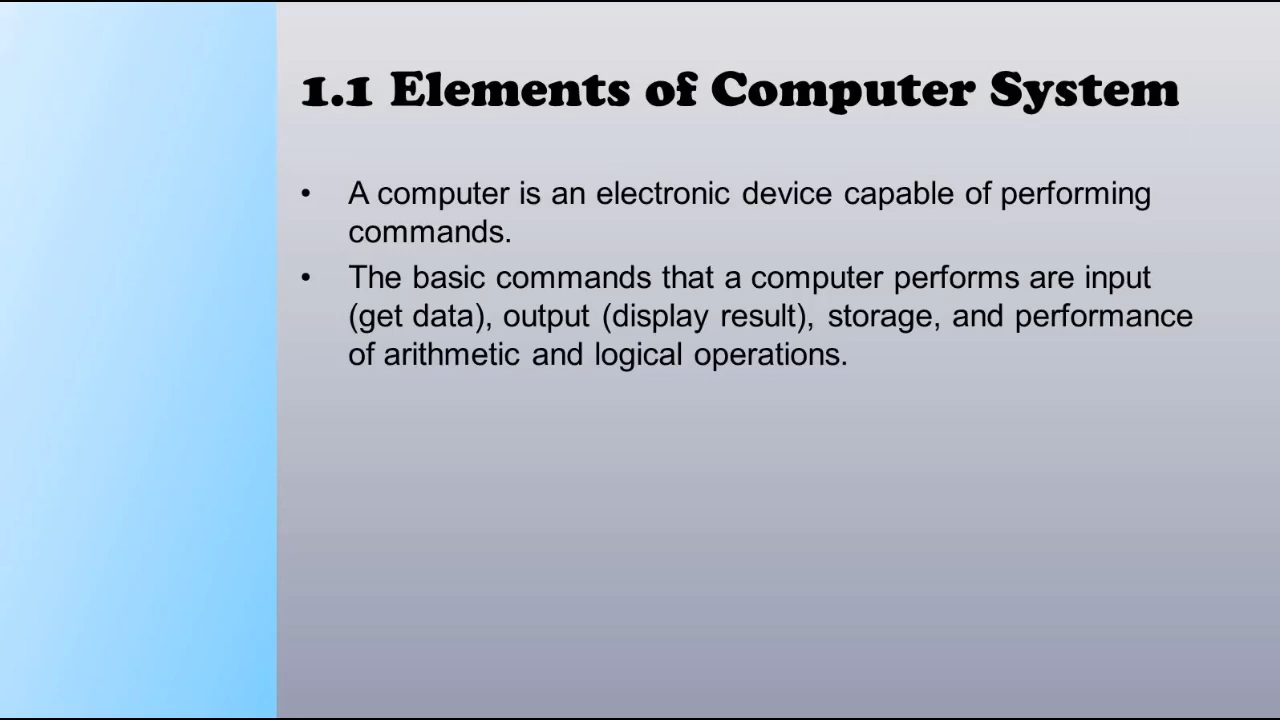 1.1 Elements of Computer System
• A computer is an electronic device capable of performing
commands.
• The basic commands that a computer performs are input
(get data), output (display result), storage, and performance
of arithmetic and logical operations.